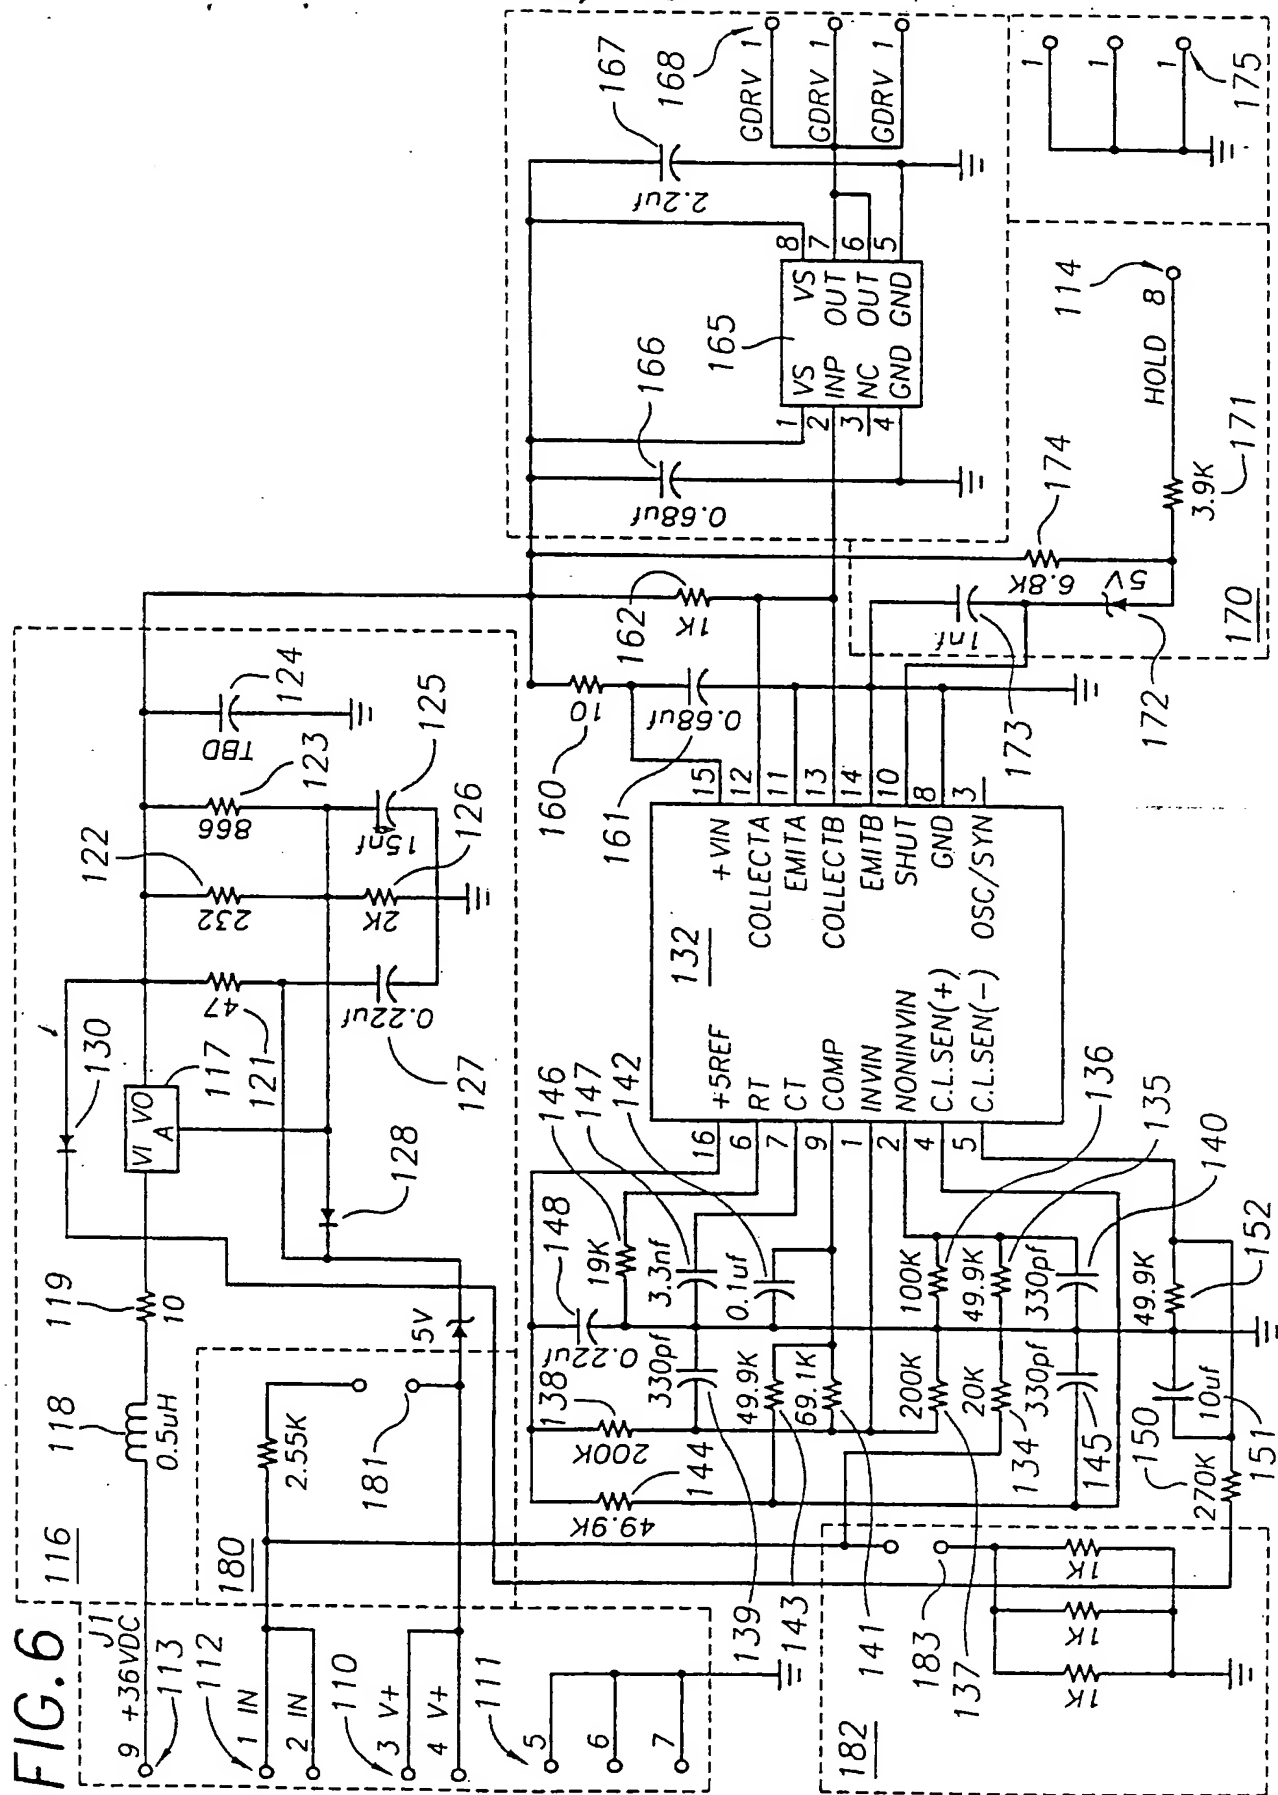 FIG.6
116
J1
9 +36VDC
113
118
0.5uH
119
10
VI VO
A
117
130
121
47
122
232
123
866
124
TBD
125
15nf
126
2K
127
0.22uf
128
112
1 IN
2 IN
180
2.55K
181
5V
110
3 V+
4 V+
111
5
6
7
167
2.2uf
168
GDRV 1
GDRV 1
GDRV 1
166
0.68uf
165
1 VS VS 8
2 INP OUT 7
3 NC OUT 6
4 GND GND 5
175
1
1
1
114
HOLD 8
3.9K
171
174
6.8K
5V
172
170
173
1nf
162
1K
160
10
161
0.68uf
132
+5REF
RT
CT
COMP
INVIN
NONINVIN
C.L.SEN(+)
C.L.SEN(-)
16
6
7
9
1
2
4
5
+VIN
COLLECTA
EMITA
COLLECTB
EMITB
SHUT
GND
OSC/SYN
15
12
11
13
14
10
8
3
146
147
142
148
19K
3.3nf
0.1uf
0.22uf
138
200K
330pf
49.9K
69.1K
144
49.9K
139
143
141
136
135
140
100K
49.9K
330pf
200K
20K
330pf
137
134
145
152
49.9K
150
10uf
151
270K
182
183
1K
1K
1K